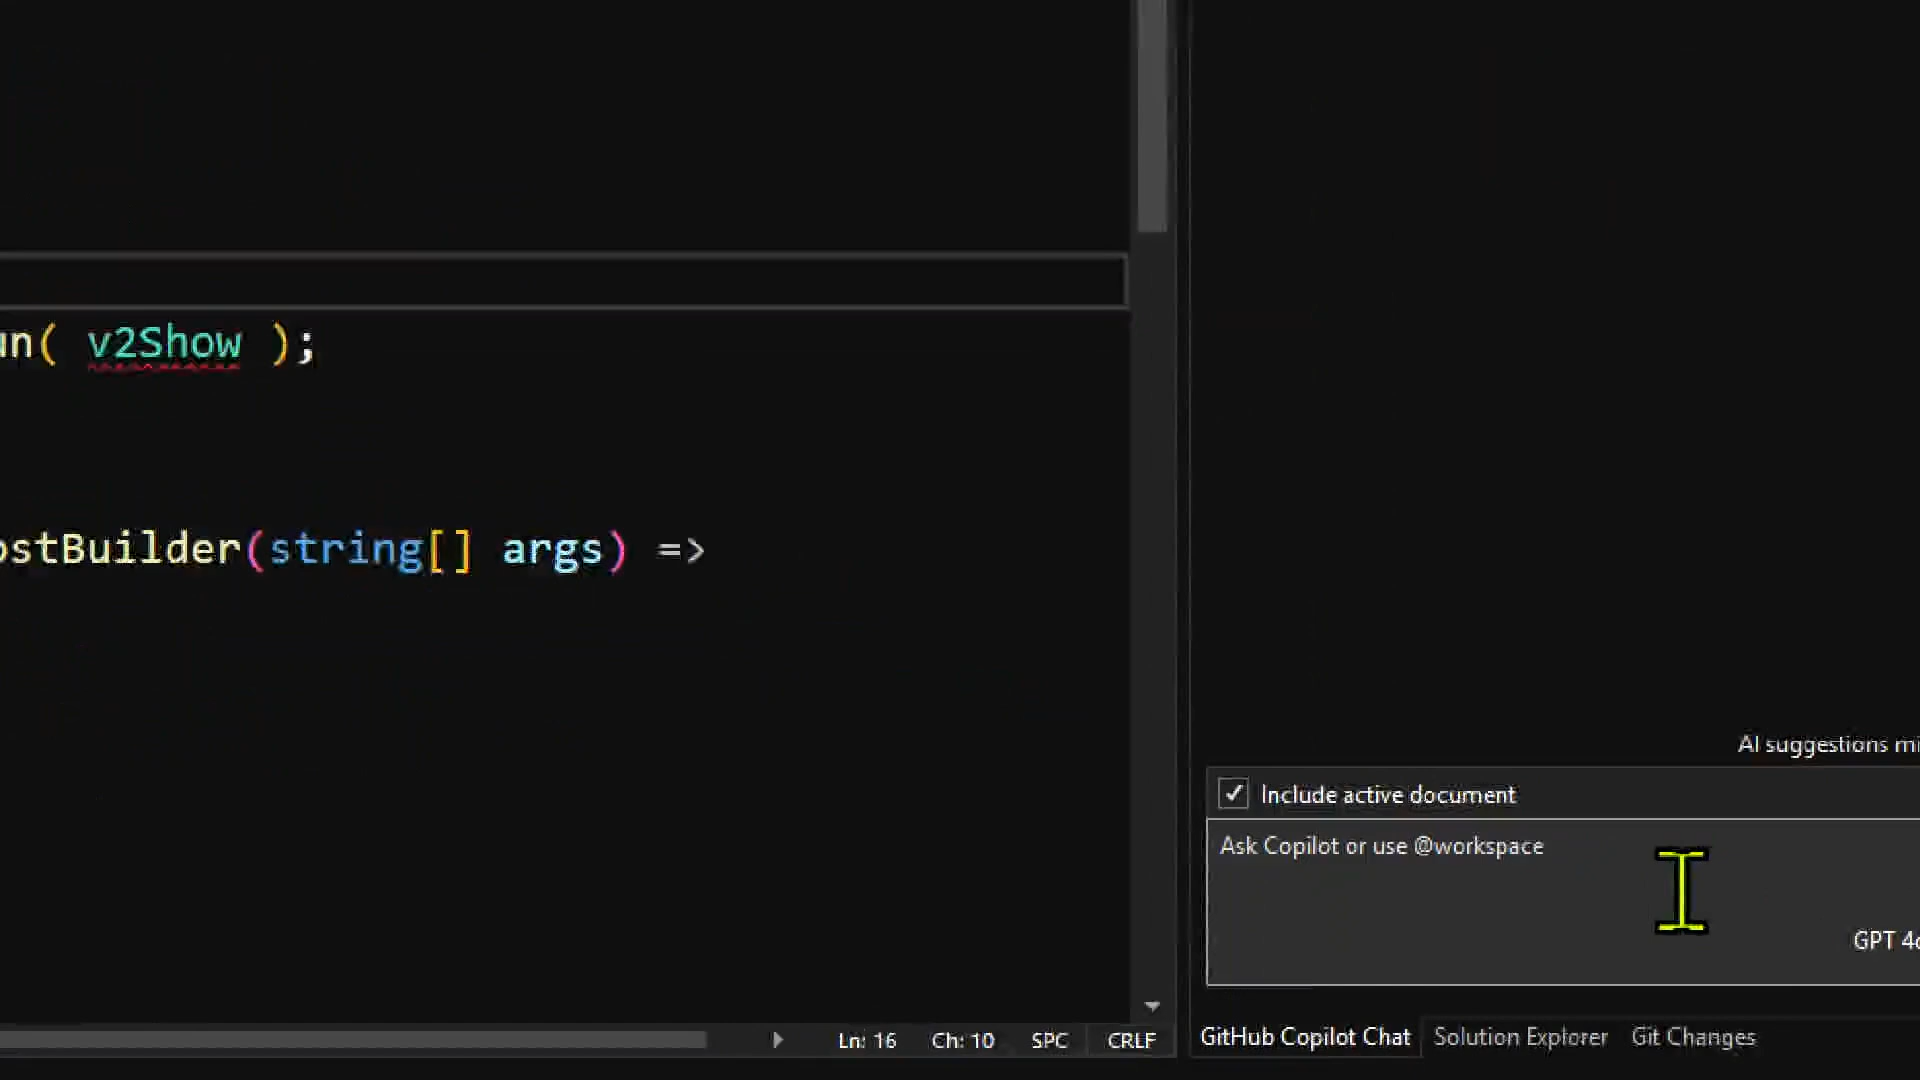 un( v2Show );
ostBuilder(string[] args) =>
AI suggestions mi
Include active document
Ask Copilot or use @workspace
GPT 4o
Ln: 16 Ch: 10 SPC CRLF
GitHub Copilot Chat Solution Explorer Git Changes